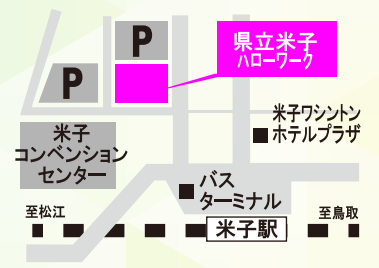 P
県立米子
ハローワーク
P
米子ワシントン
ホテルプラザ
米子
コンベンション
センター
バス
ターミナル
至松江
米子駅
至鳥取